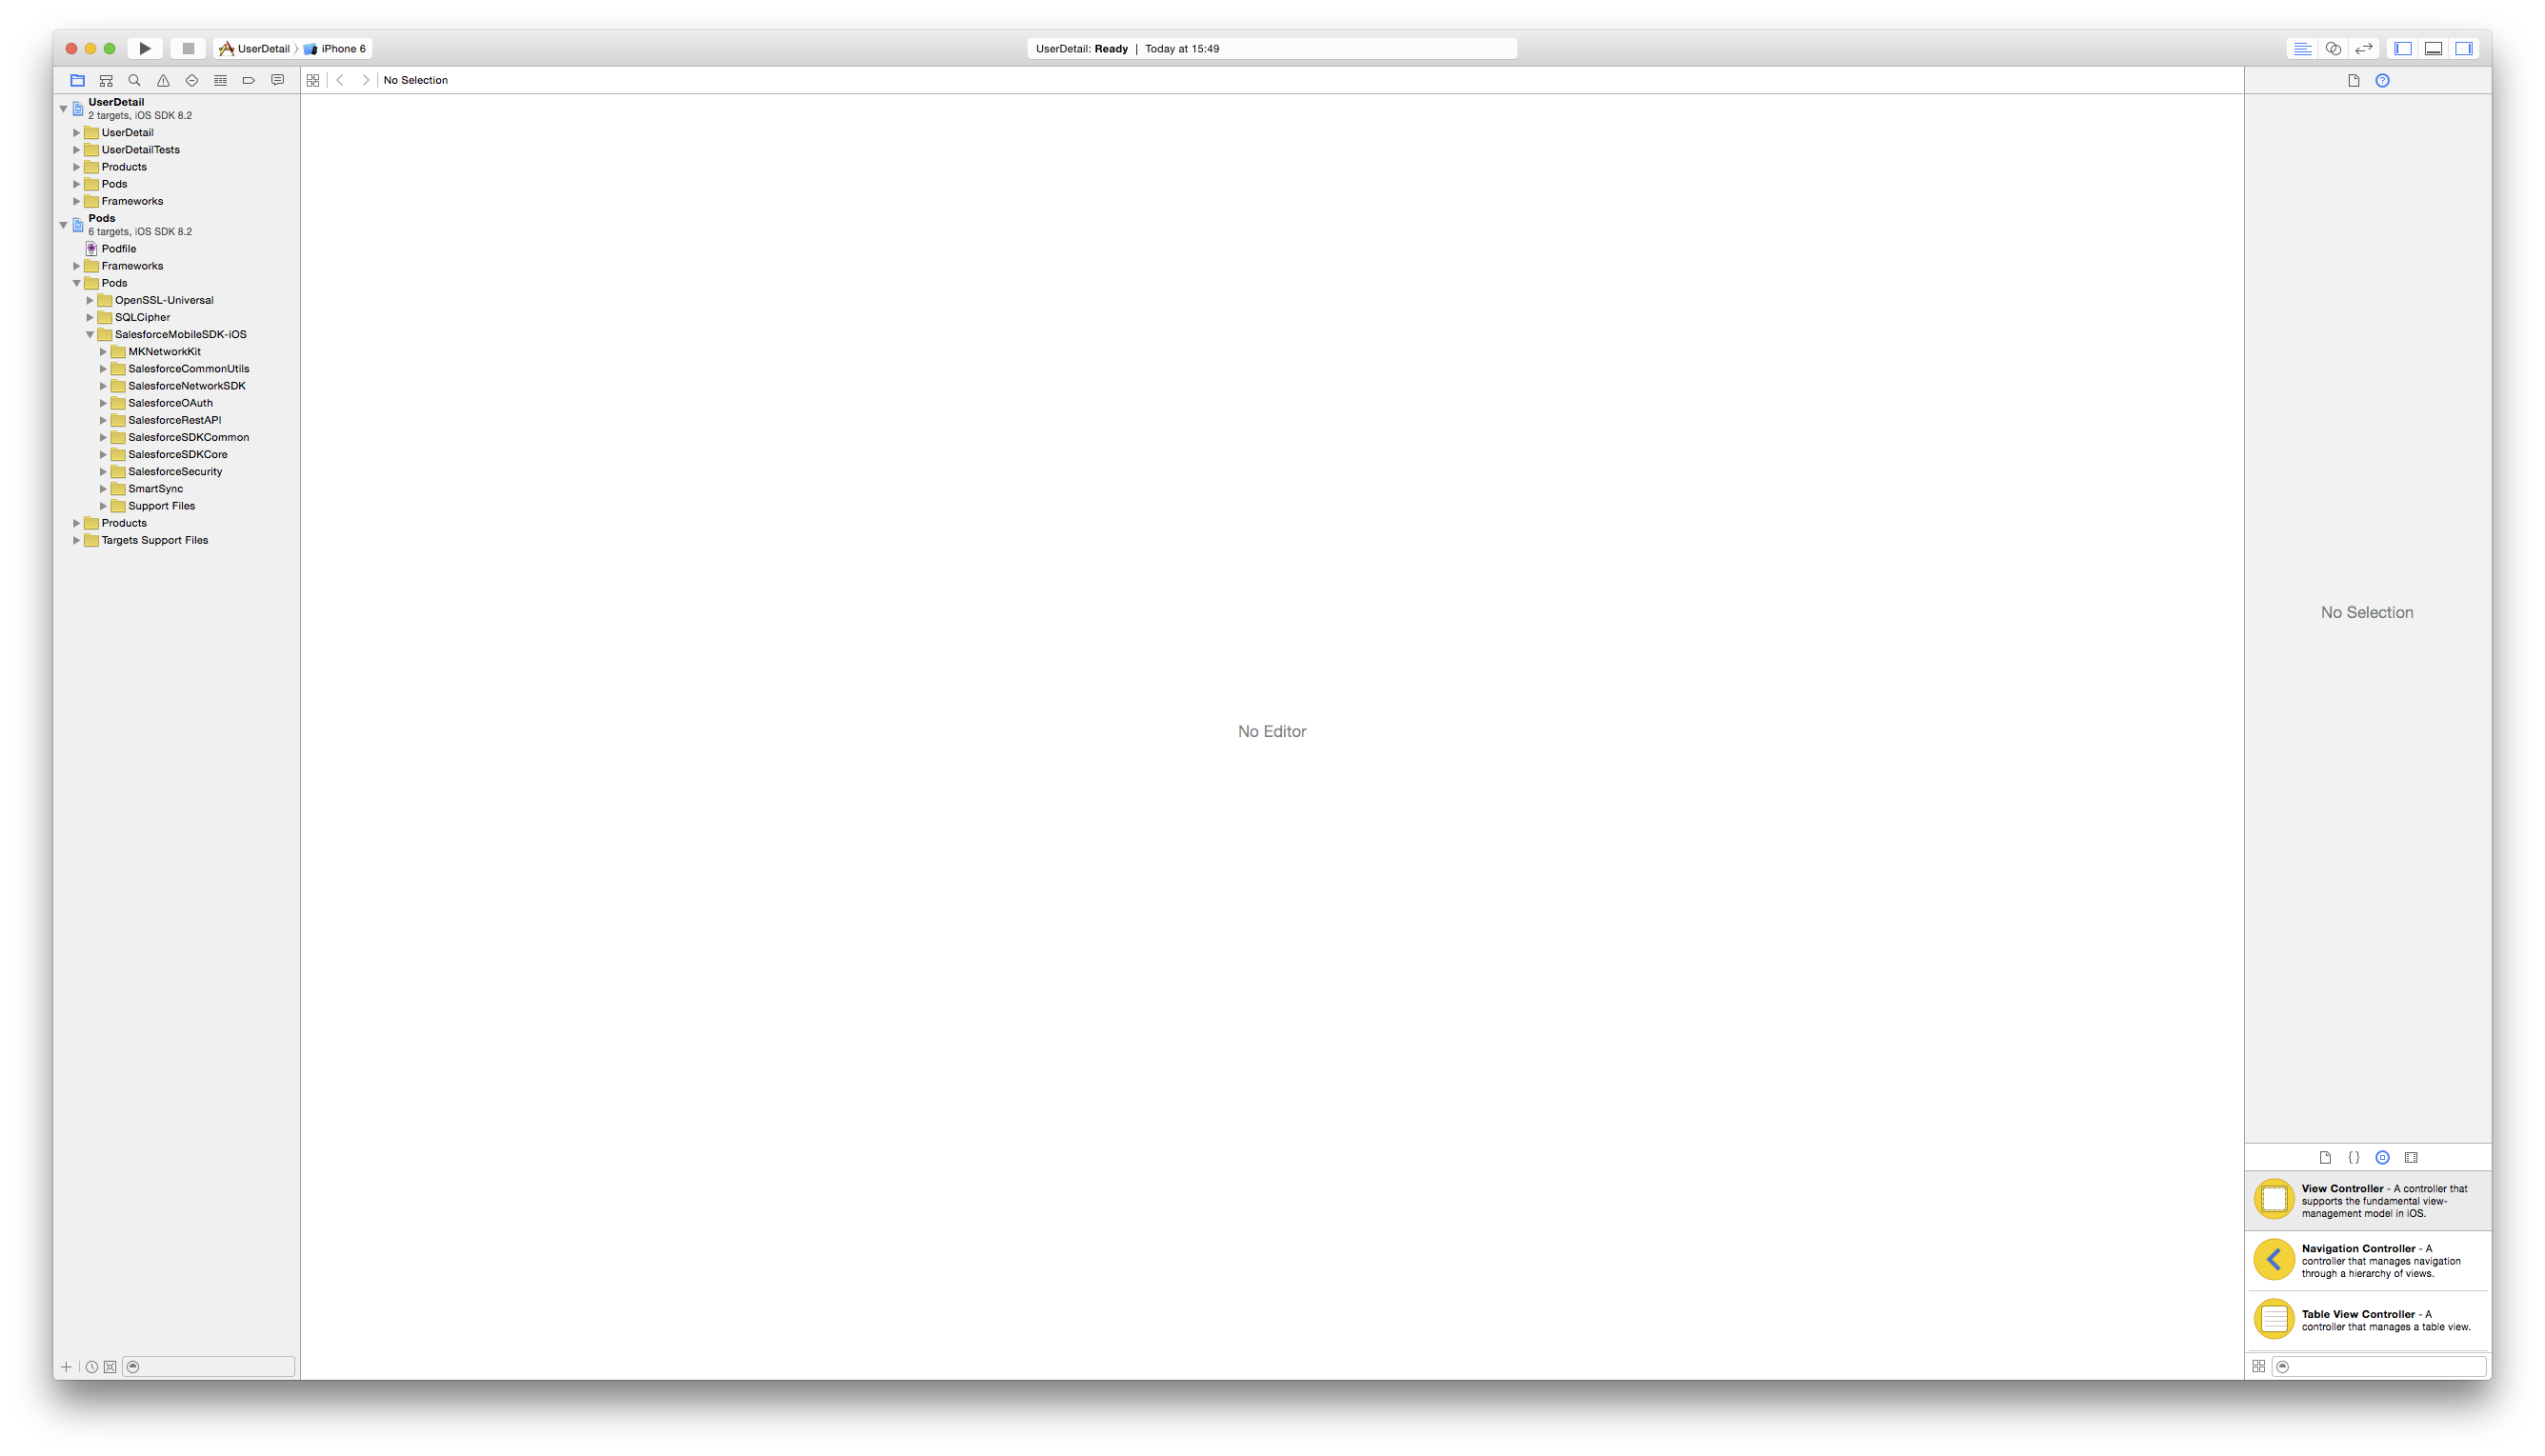 UserDetail 〉 iPhone 6
UserDetail: Ready | Today at 15:49
No Selection
UserDetail
2 targets, iOS SDK 8.2
UserDetail
UserDetailTests
Products
Pods
Frameworks
Pods
6 targets, iOS SDK 8.2
Podfile
Frameworks
Pods
OpenSSL-Universal
SQLCipher
SalesforceMobileSDK-iOS
MKNetworkKit
SalesforceCommonUtils
SalesforceNetworkSDK
SalesforceOAuth
SalesforceRestAPI
SalesforceSDKCommon
SalesforceSDKCore
SalesforceSecurity
SmartSync
Support Files
Products
Targets Support Files
No Editor
No Selection
View Controller - A controller that
supports the fundamental view-
management model in iOS.
Navigation Controller - A
controller that manages navigation
through a hierarchy of views.
Table View Controller - A
controller that manages a table view.